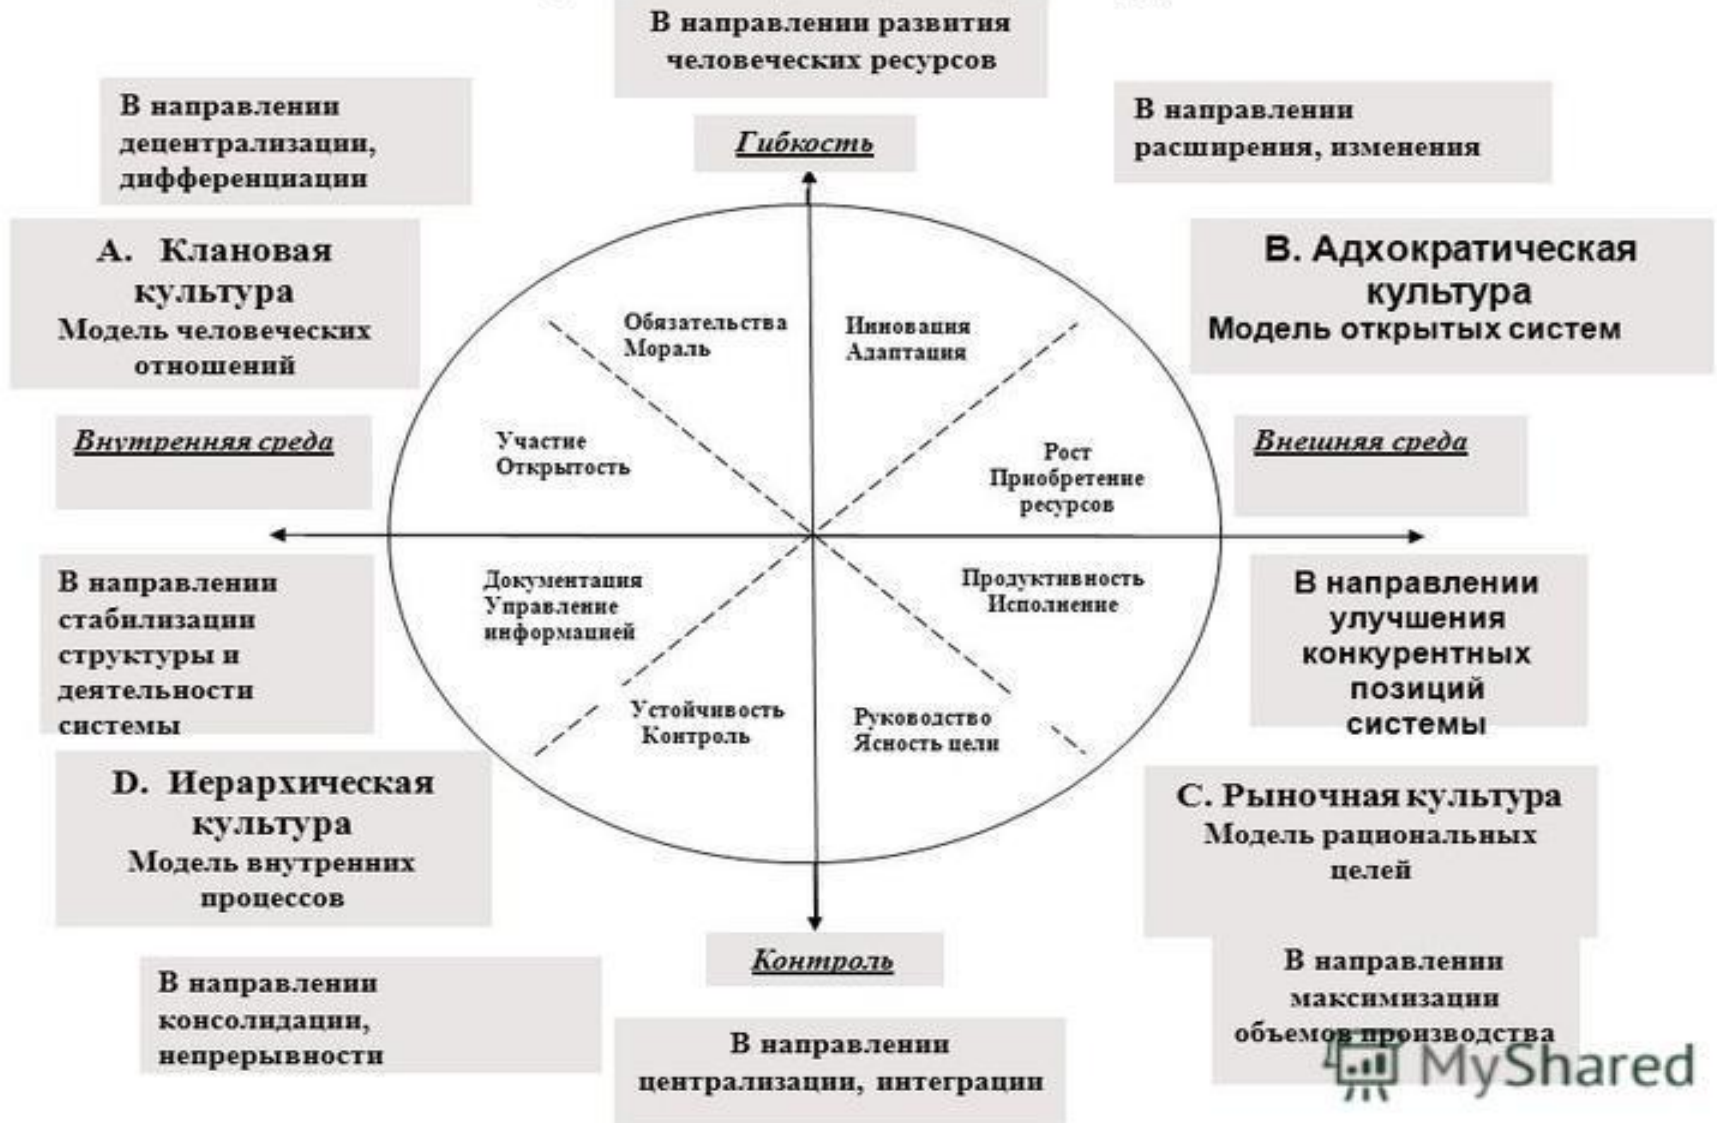 В направлении развития
человеческих ресурсов
В направлении
децентрализации,
дифференциации
Гибкость
В направлении
расширения, изменения
A. Клановая
культура
Модель человеческих
отношений
B. Адхократическая
культура
Модель открытых систем
Обязательства
Мораль
Инновация
Адаптация
Внутренняя среда
Участие
Открытость
Рост
Приобретение
ресурсов
Внешняя среда
В направлении
стабилизации
структуры и
деятельности
системы
Документация
Управление
информацией
Продуктивность
Исполнение
В направлении
улучшения
конкурентных
позиций
системы
Устойчивость
Контроль
Руководство
Ясность цели
D. Иерархическая
культура
Модель внутренних
процессов
C. Рыночная культура
Модель рациональных
целей
Контроль
В направлении
консолидации,
непрерывности
В направлении
централизации, интеграции
В направлении
максимизации
объемов производства
MyShared